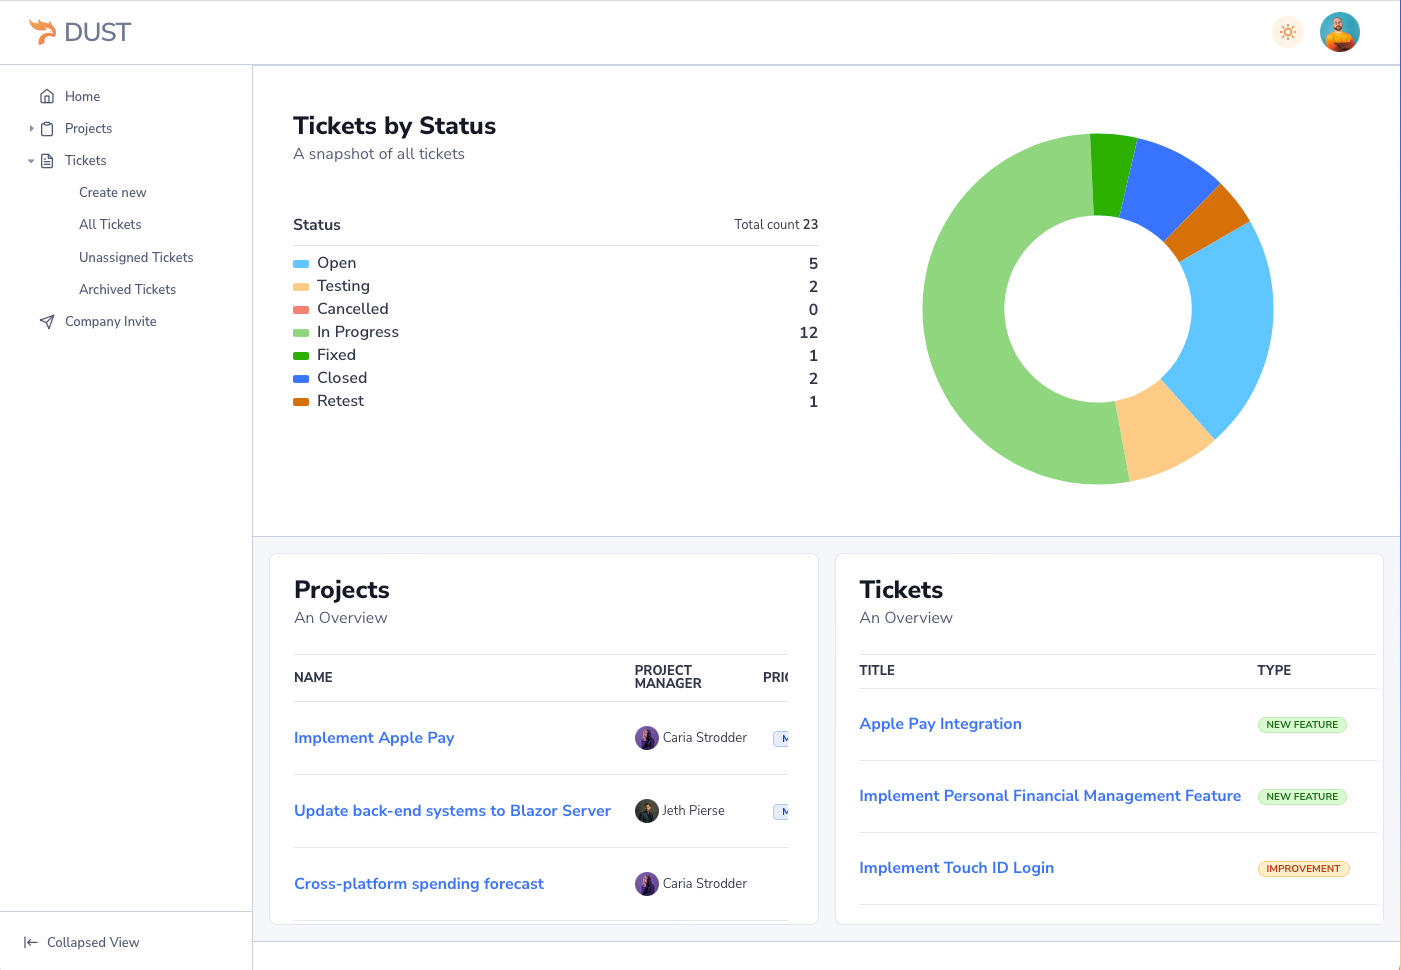 DUST
Home
Projects
Tickets
Create new
All Tickets
Unassigned Tickets
Archived Tickets
Company Invite
Collapsed View
Tickets by Status
A snapshot of all tickets
Status Total count 23
Open 5
Testing 2
Cancelled 0
In Progress 12
Fixed 1
Closed 2
Retest 1
Projects
An Overview
NAME PROJECT MANAGER
Implement Apple Pay Caria Strodder
Update back-end systems to Blazor Server Jeth Pierse
Cross-platform spending forecast Caria Strodder
Tickets
An Overview
TITLE TYPE
Apple Pay Integration NEW FEATURE
Implement Personal Financial Management Feature NEW FEATURE
Implement Touch ID Login IMPROVEMENT